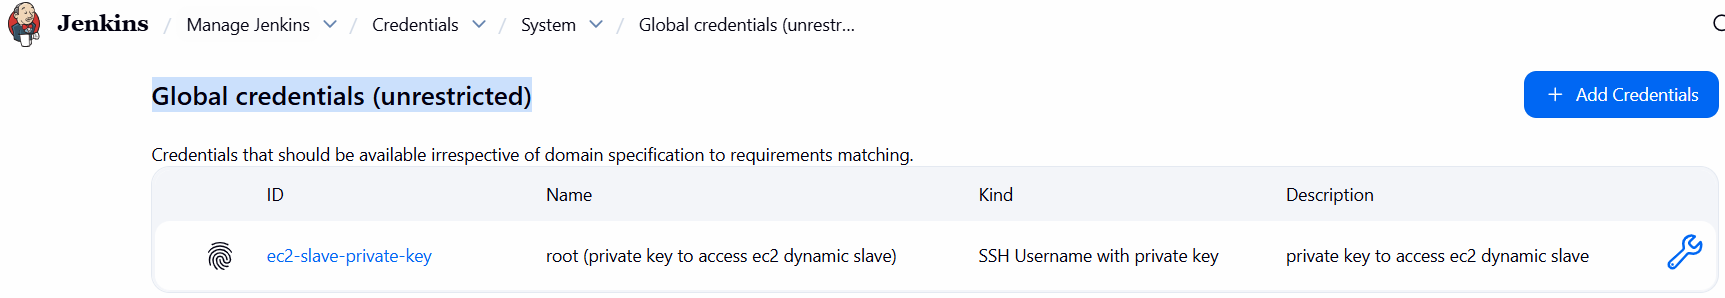 Jenkins / Manage Jenkins / Credentials / System / Global credentials (unrestr...
Global credentials (unrestricted)
+ Add Credentials
Credentials that should be available irrespective of domain specification to requirements matching.
ID Name Kind Description
ec2-slave-private-key root (private key to access ec2 dynamic slave) SSH Username with private key private key to access ec2 dynamic slave